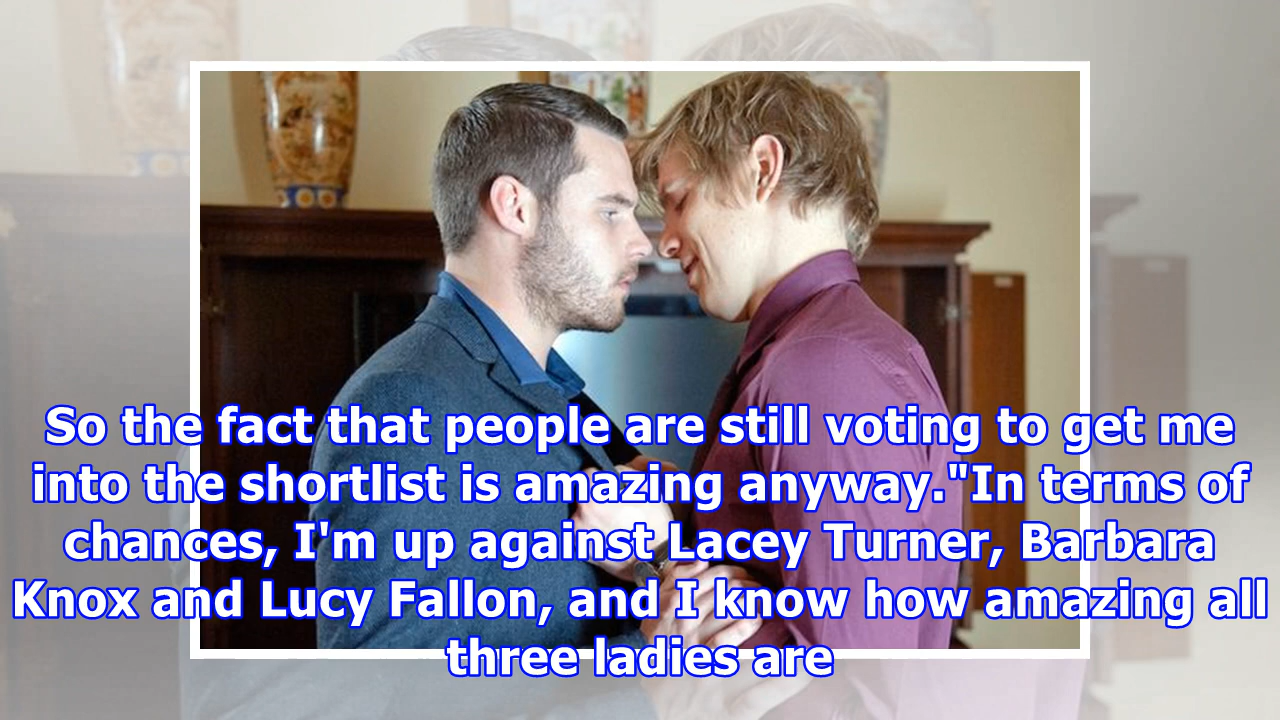 So the fact that people are still voting to get me
into the shortlist is amazing anyway."In terms of
chances, I'm up against Lacey Turner, Barbara
Knox and Lucy Fallon, and I know how amazing all
three ladies are